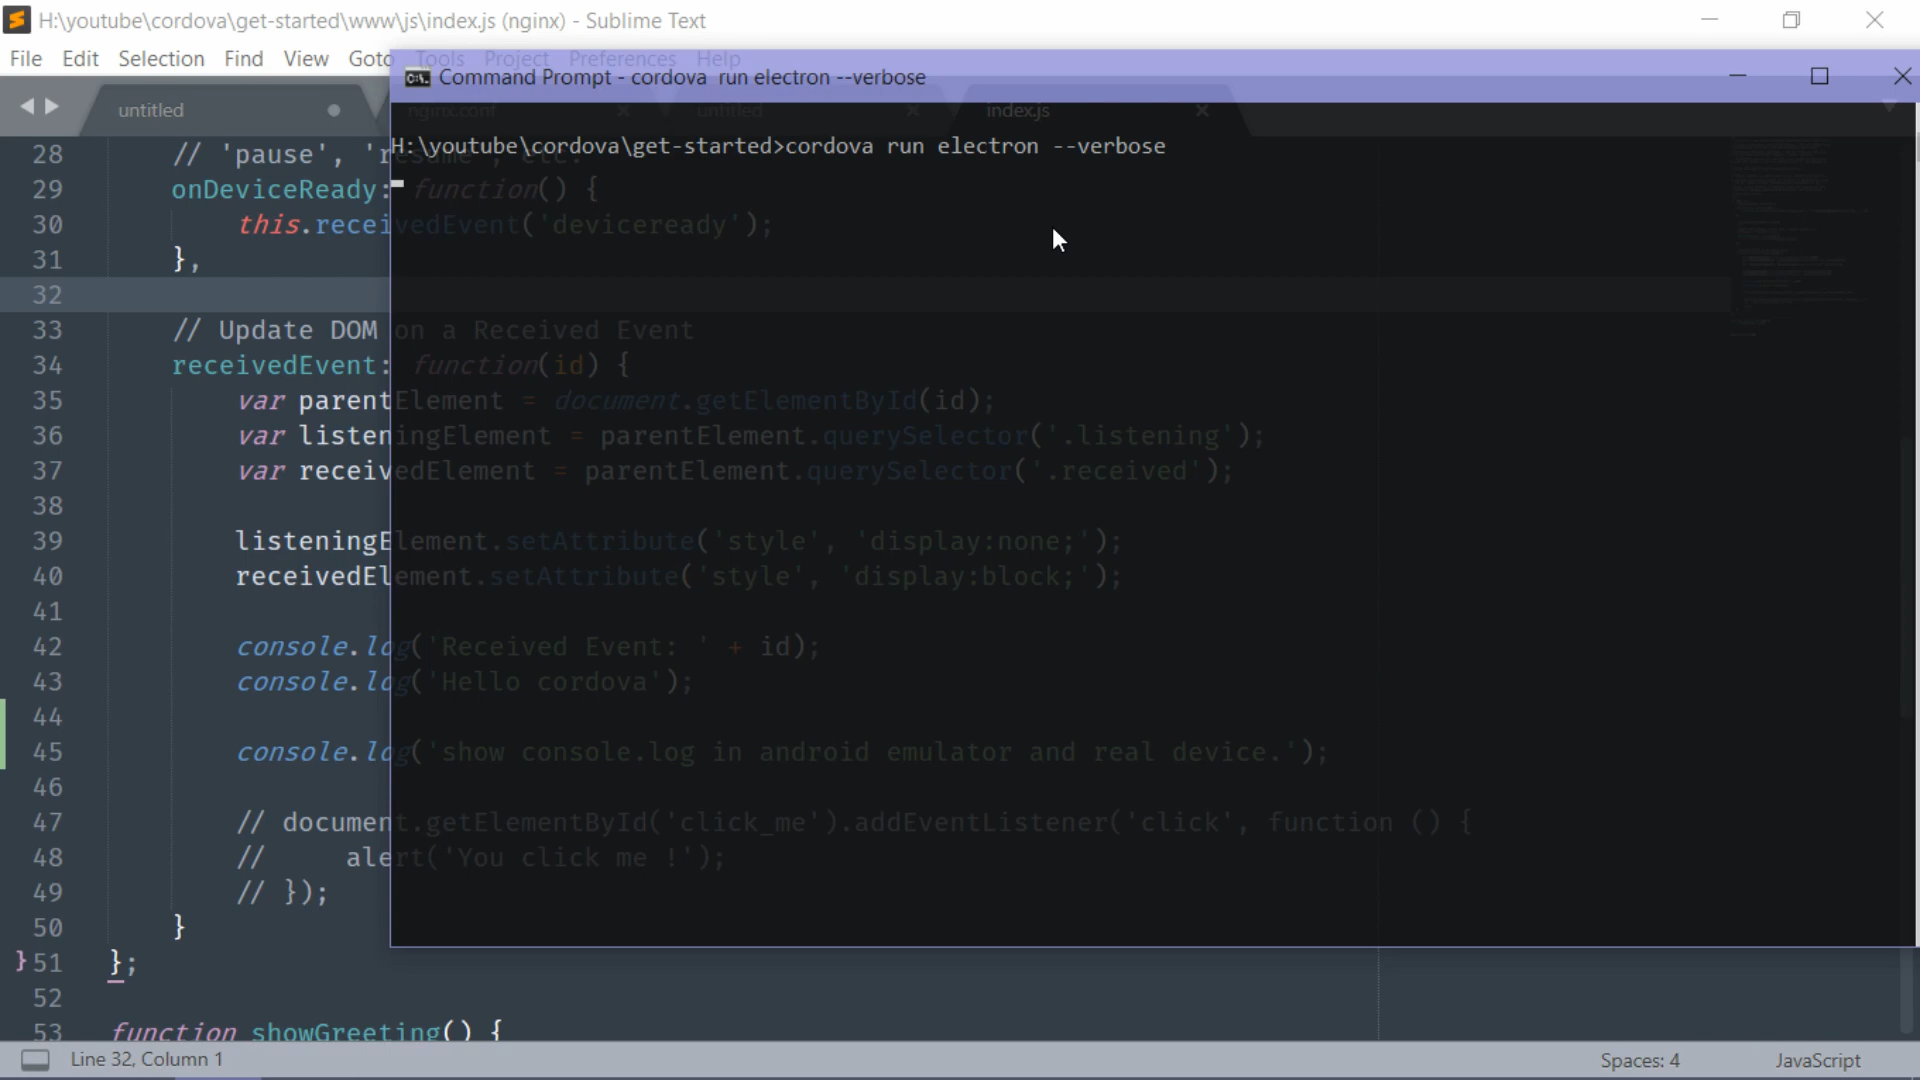 H:\youtube\cordova\get-started\www\js\index.js (nginx) - Sublime Text
File Edit Selection Find View Goto Tools Project Preferences Help
Command Prompt - cordova  run electron --verbose
untitled nginx.conf untitled index.js
H:\youtube\cordova\get-started>cordova run electron --verbose
28 // 'pause', 'resume', etc.
29 onDeviceReady: function() {
30 this.receivedEvent('deviceready');
31 },
32
33 // Update DOM on a Received Event
34 receivedEvent: function(id) {
35 var parentElement = document.getElementById(id);
36 var listeningElement = parentElement.querySelector('.listening');
37 var receivedElement = parentElement.querySelector('.received');
38
39 listeningElement.setAttribute('style', 'display:none;');
40 receivedElement.setAttribute('style', 'display:block;');
41
42 console.log('Received Event: ' + id);
43 console.log('Hello cordova');
44
45 console.log('show console.log in android emulator and real device.');
46
47 // document.getElementById('click_me').addEventListener('click', function () {
48 //     alert('You click me !');
49 // });
50 }
} 51 };
52
53 function showGreeting() {
Line 32, Column 1 Spaces: 4 JavaScript